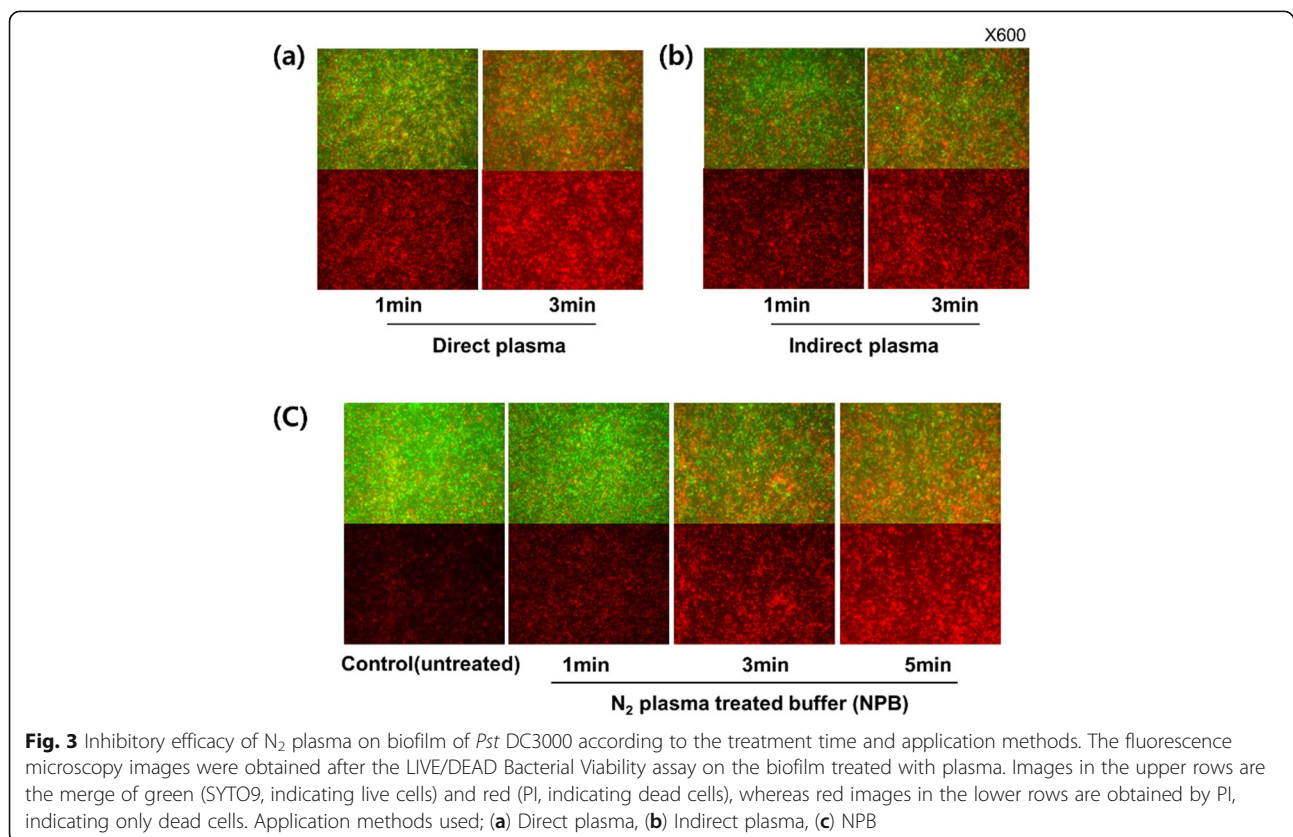 X600
(a)
(b)
1min
3min
1min
3min
Direct plasma
Indirect plasma
(C)
Control(untreated)
1min
3min
5min
N₂ plasma treated buffer (NPB)
Fig. 3 Inhibitory efficacy of N₂ plasma on biofilm of Pst DC3000 according to the treatment time and application methods. The fluorescence
microscopy images were obtained after the LIVE/DEAD Bacterial Viability assay on the biofilm treated with plasma. Images in the upper rows are
the merge of green (SYTO9, indicating live cells) and red (PI, indicating dead cells), whereas red images in the lower rows are obtained by PI,
indicating only dead cells. Application methods used; (a) Direct plasma, (b) Indirect plasma, (c) NPB